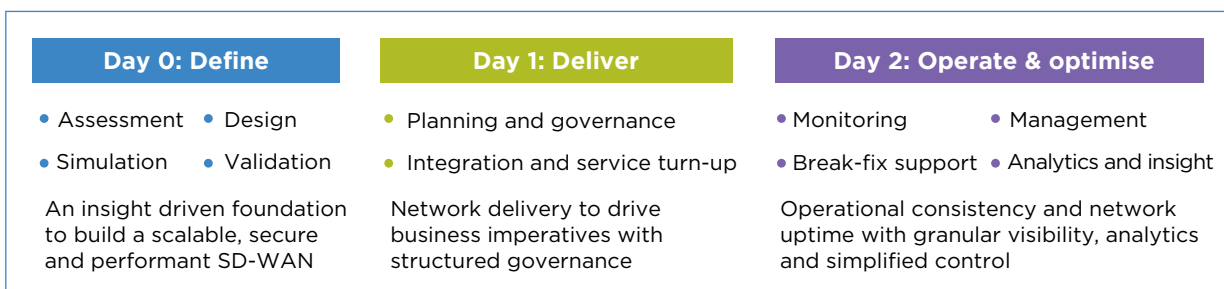 Day 0: Define
• Assessment • Design
• Simulation • Validation
An insight driven foundation
to build a scalable, secure
and performant SD-WAN
Day 1: Deliver
• Planning and governance
• Integration and service turn-up
Network delivery to drive
business imperatives with
structured governance
Day 2: Operate & optimise
• Monitoring • Management
• Break-fix support • Analytics and insight
Operational consistency and network
uptime with granular visibility, analytics
and simplified control